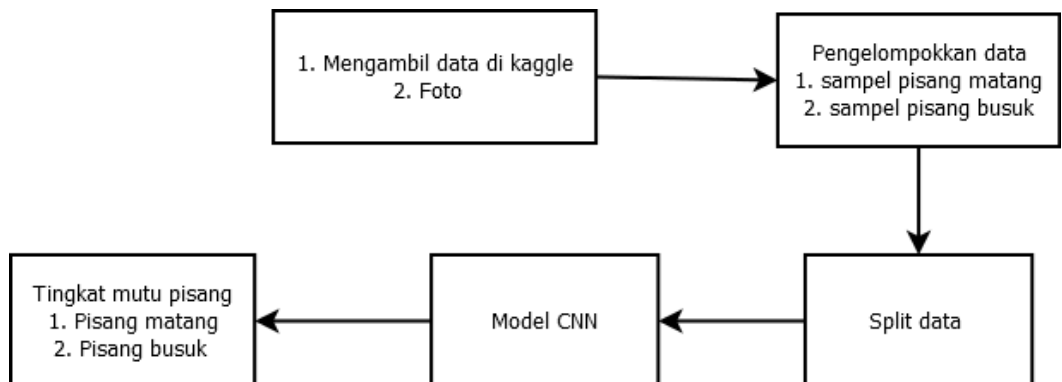 1. Mengambil data di kaggle
2. Foto
Pengelompokkan data
1. sampel pisang matang
2. sampel pisang busuk
Split data
Model CNN
Tingkat mutu pisang
1. Pisang matang
2. Pisang busuk